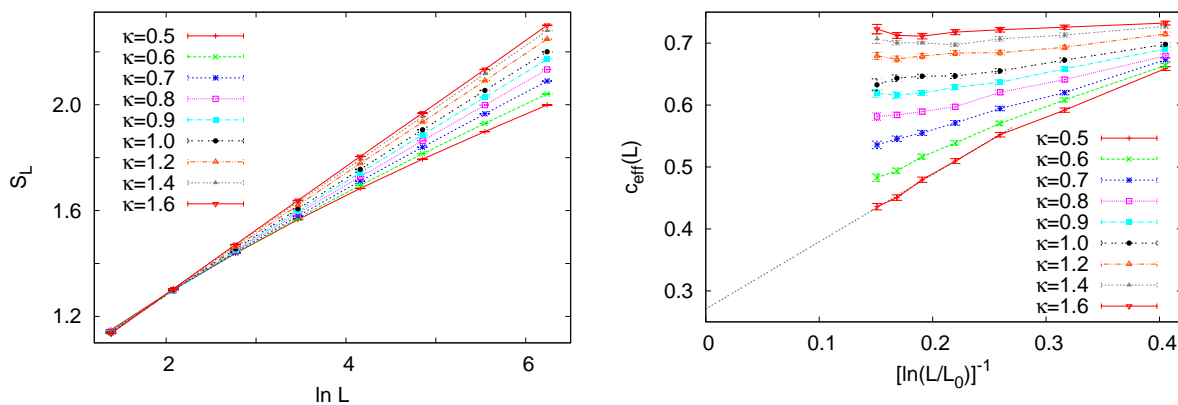 κ=0.5
κ=0.6
κ=0.7
κ=0.8
κ=0.9
κ=1.0
κ=1.2
κ=1.4
κ=1.6
S_L
2.0
1.6
1.2
2
4
6
ln L
c_eff(L)
0.7
0.6
0.5
0.4
0.3
κ=0.5
κ=0.6
κ=0.7
κ=0.8
κ=0.9
κ=1.0
κ=1.2
κ=1.4
κ=1.6
0
0.1
0.2
0.3
0.4
[ln(L/L_0)]^-1